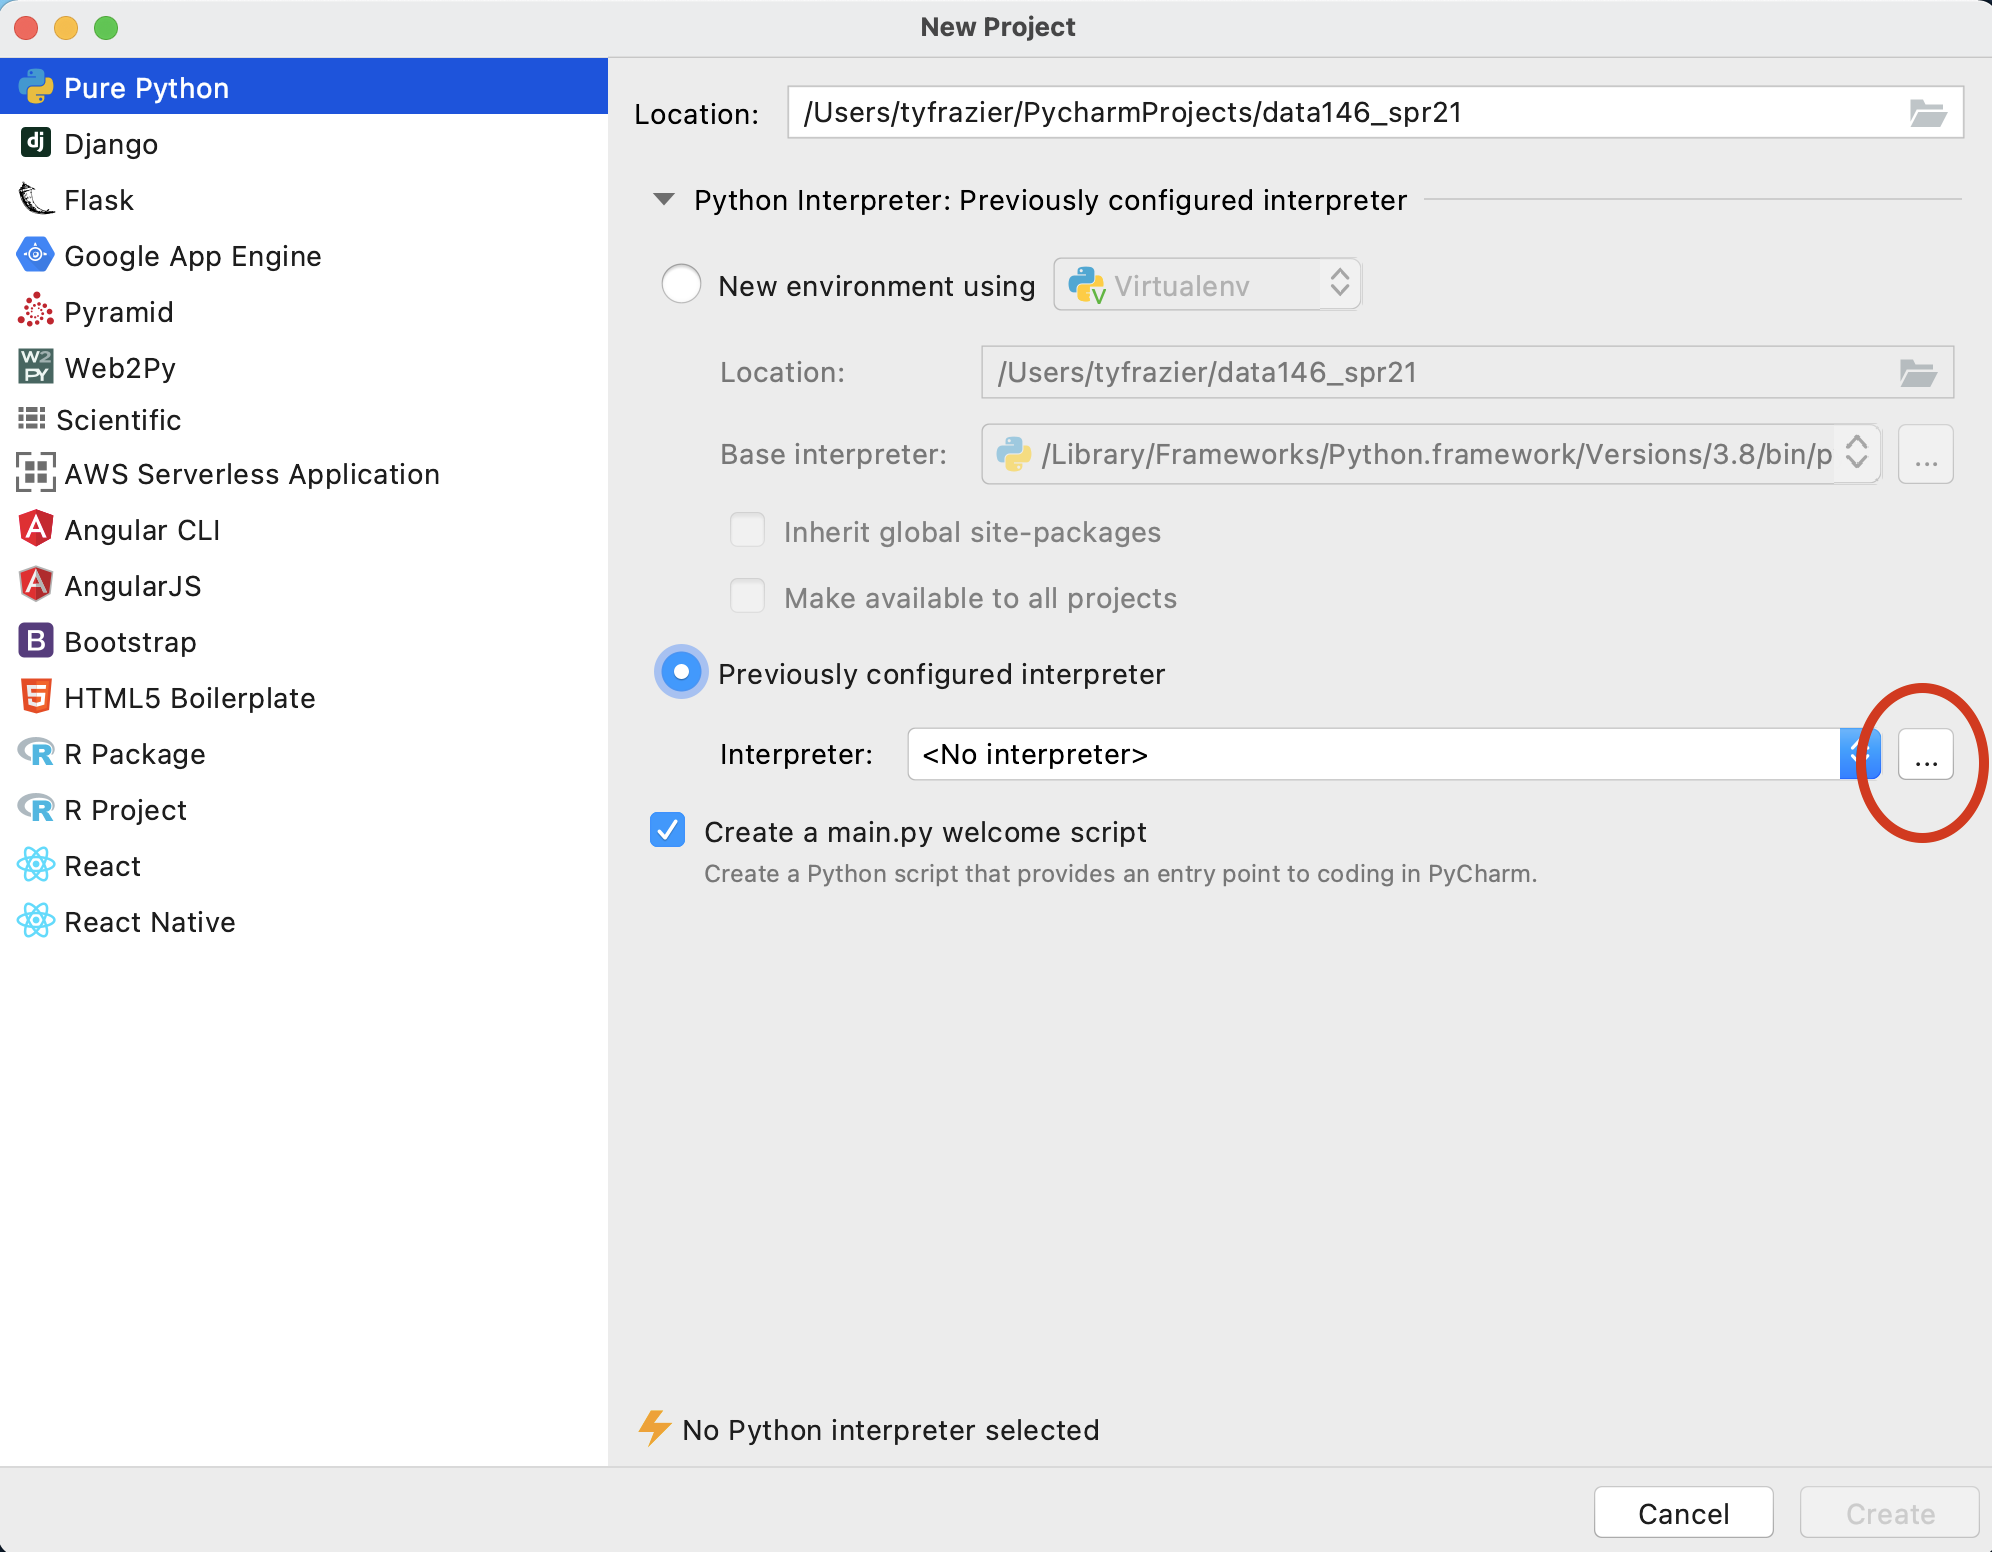 New Project
Pure Python
dj Django
Flask
Google App Engine
Pyramid
W2 PY Web2Py
Scientific
AWS Serverless Application
A Angular CLI
A AngularJS
B Bootstrap
5 HTML5 Boilerplate
R R Package
R R Project
React
React Native
Location: /Users/tyfrazier/PycharmProjects/data146_spr21
Python Interpreter: Previously configured interpreter
New environment using V Virtualenv
Location: /Users/tyfrazier/data146_spr21
Base interpreter: /Library/Frameworks/Python.framework/Versions/3.8/bin/p ...
Inherit global site-packages
Make available to all projects
Previously configured interpreter
Interpreter: <No interpreter> ...
Create a main.py welcome script
Create a Python script that provides an entry point to coding in PyCharm.
No Python interpreter selected
Cancel Create